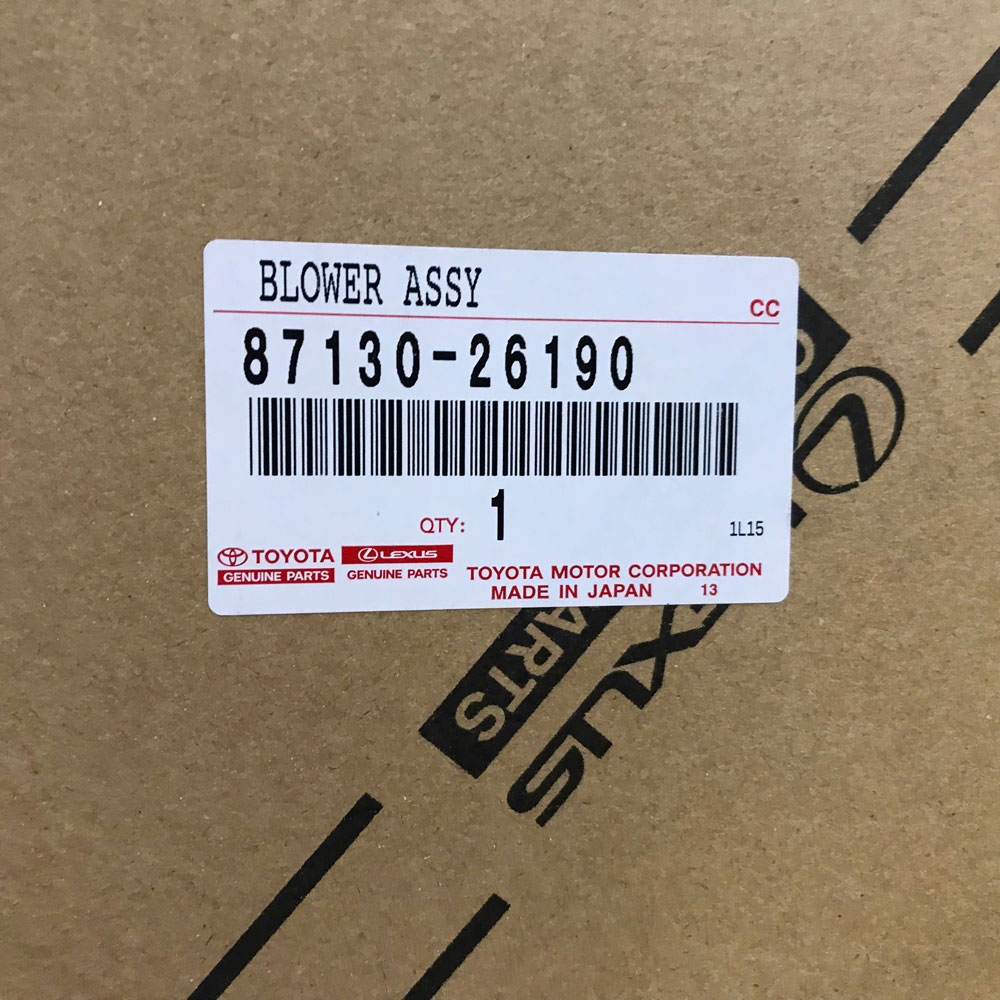 BLOWER ASSY
CC
87130-26190
QTY: 1
1L15
TOYOTA
GENUINE PARTS
LEXUS
GENUINE PARTS
TOYOTA MOTOR CORPORATION
MADE IN JAPAN 13
PARTS
LEXUS